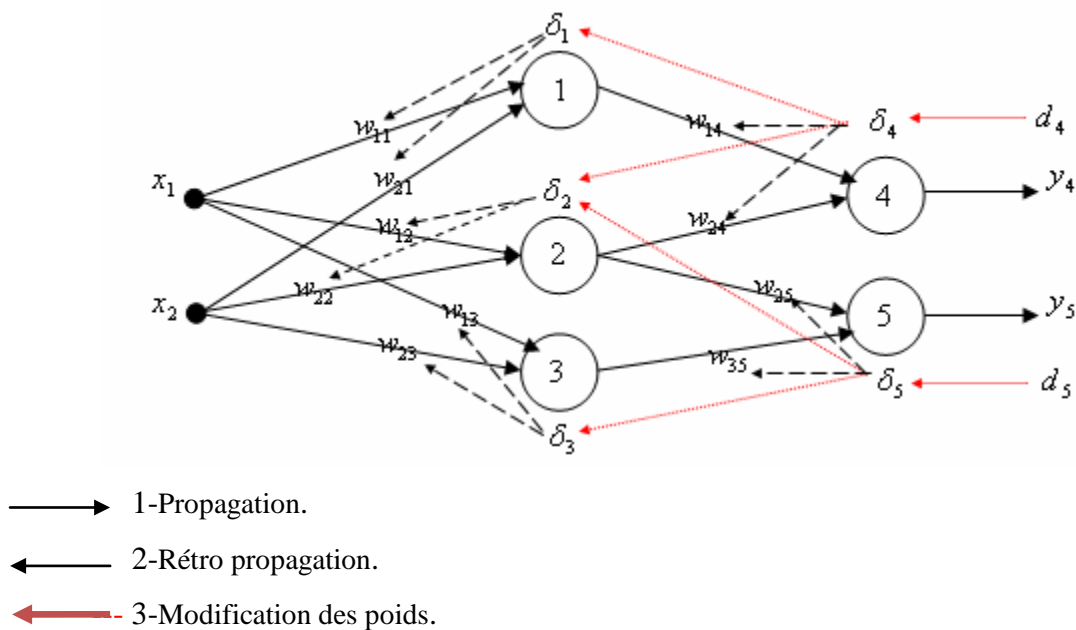 δ₁
1
w₁₁
w₁₄
δ₄
d₄
x₁
w₂₁
δ₂
4
y₄
w₁₂
w₂₄
2
x₂
w₂₂
w₁₃
w₂₅
5
y₅
w₂₃
w₃₅
3
δ₅
d₅
δ₃
1-Propagation.
2-Rétro propagation.
3-Modification des poids.